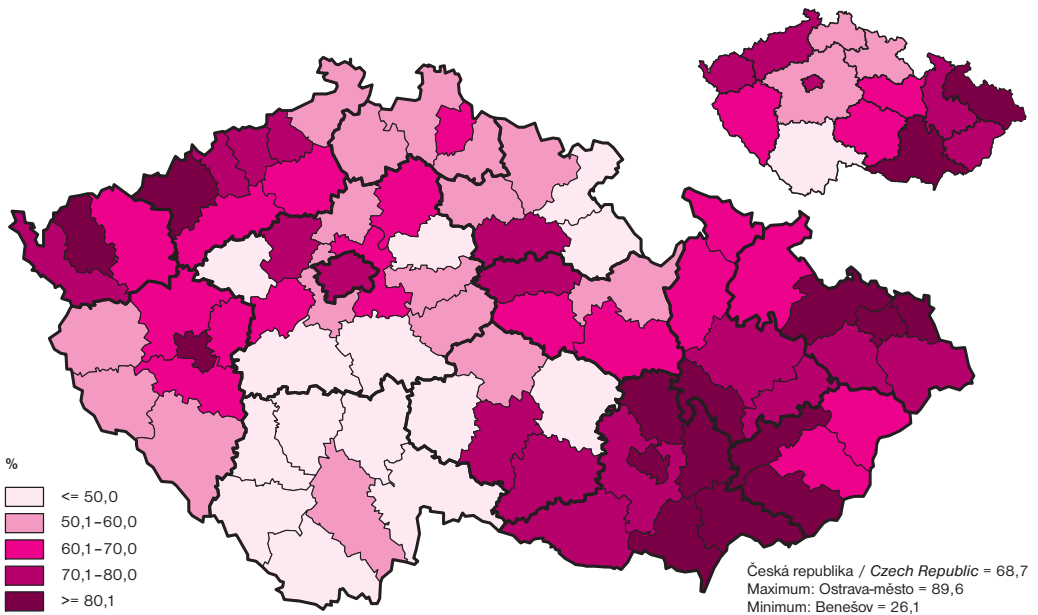 %
<= 50,0
50,1–60,0
60,1–70,0
70,1–80,0
>= 80,1
Česká republika / Czech Republic = 68,7
Maximum: Ostrava-město = 89,6
Minimum: Benešov = 26,1